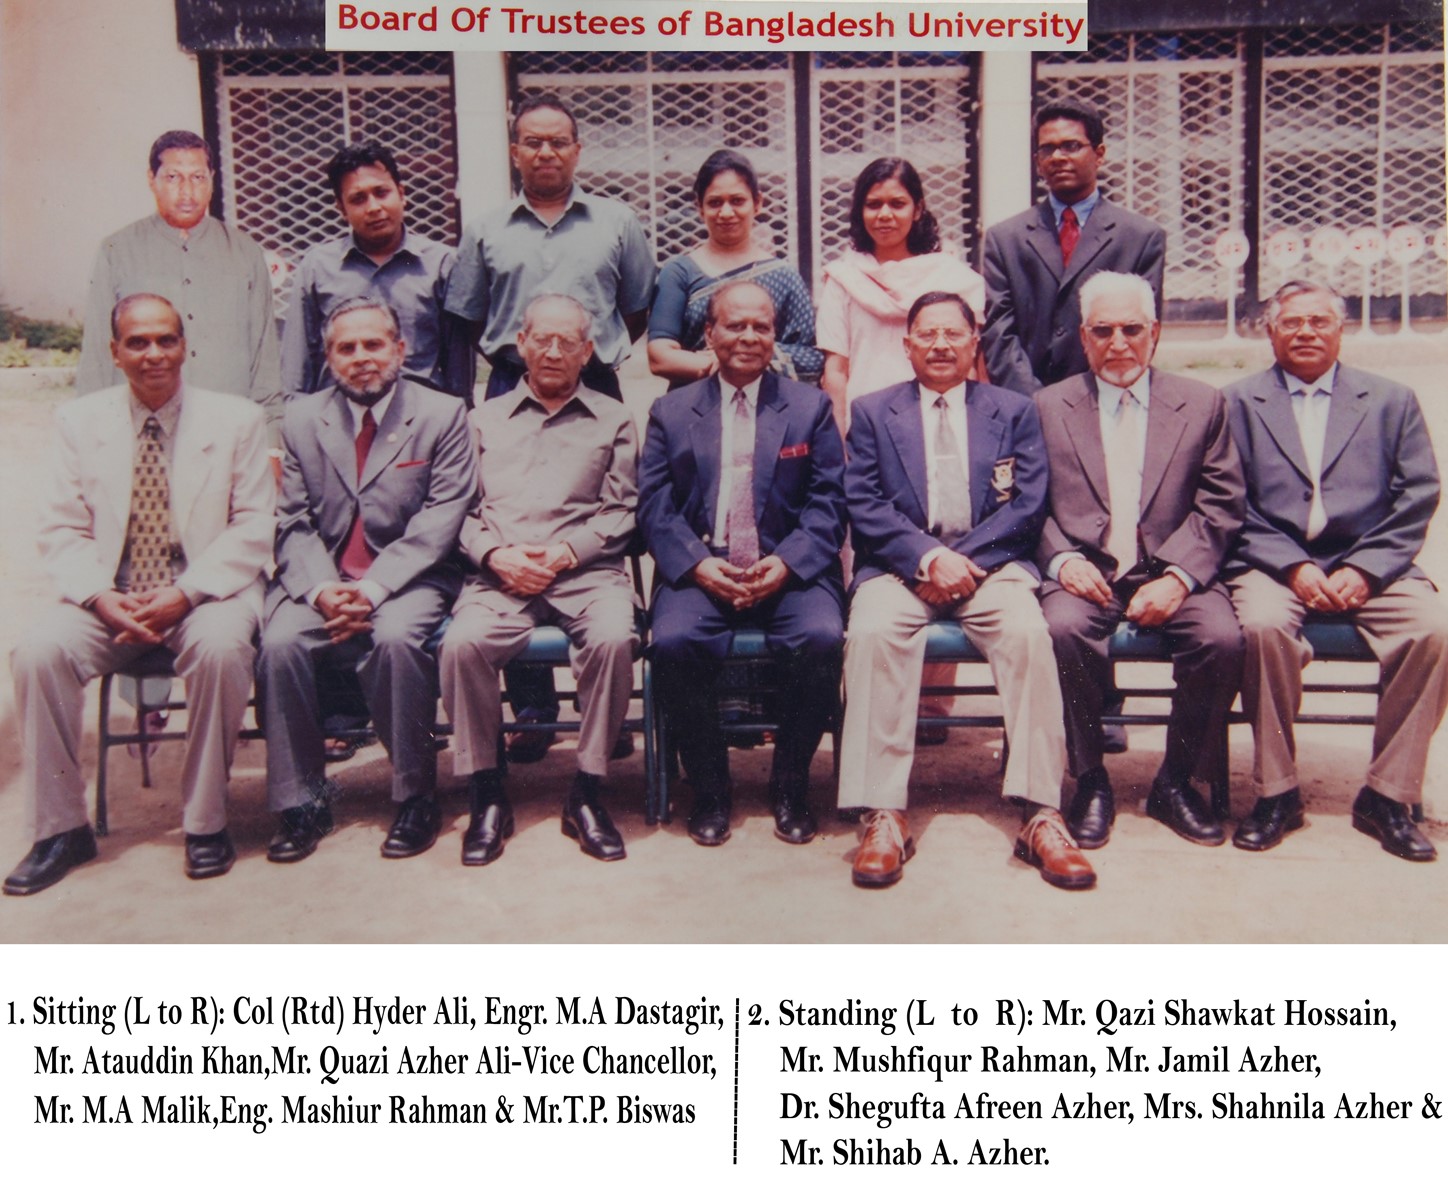 Board Of Trustees of Bangladesh University
1. Sitting (L to R): Col (Rtd) Hyder Ali, Engr. M.A Dastagir,
Mr. Atauddin Khan,Mr. Quazi Azher Ali-Vice Chancellor,
Mr. M.A Malik,Eng. Mashiur Rahman & Mr.T.P. Biswas
2. Standing (L to R): Mr. Qazi Shawkat Hossain,
Mr. Mushfiqur Rahman, Mr. Jamil Azher,
Dr. Shegufta Afreen Azher, Mrs. Shahnila Azher &
Mr. Shihab A. Azher.